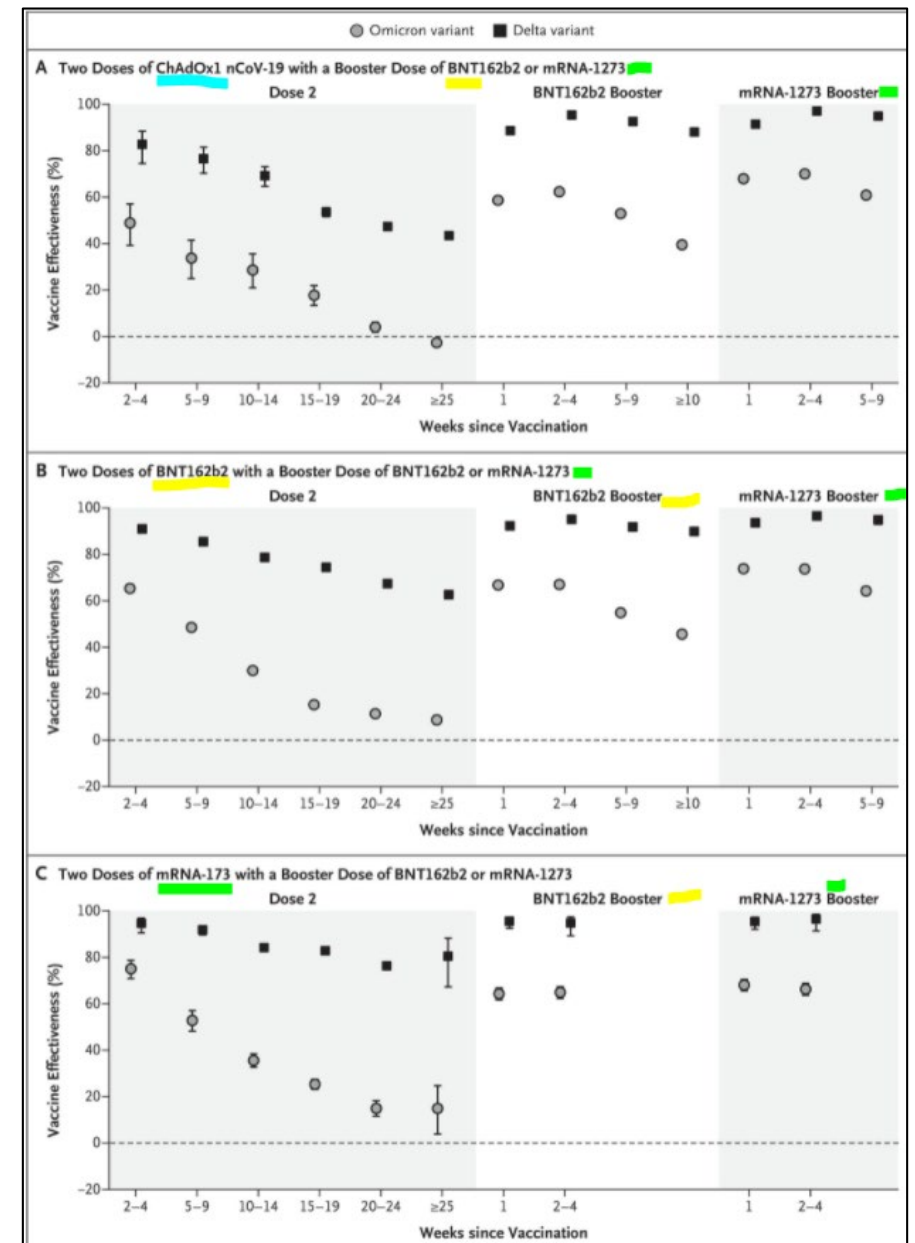 Omicron variant Delta variant
A Two Doses of ChAdOx1 nCoV-19 with a Booster Dose of BNT162b2 or mRNA-1273
Dose 2 BNT162b2 Booster mRNA-1273 Booster
Vaccine Effectiveness (%)
100
80
60
40
20
0
−20
2–4 5–9 10–14 15–19 20–24 ≥25 1 2–4 5–9 ≥10 1 2–4 5–9
Weeks since Vaccination
B Two Doses of BNT162b2 with a Booster Dose of BNT162b2 or mRNA-1273
Dose 2 BNT162b2 Booster mRNA-1273 Booster
Vaccine Effectiveness (%)
100
80
60
40
20
0
−20
2–4 5–9 10–14 15–19 20–24 ≥25 1 2–4 5–9 ≥10 1 2–4 5–9
Weeks since Vaccination
C Two Doses of mRNA-173 with a Booster Dose of BNT162b2 or mRNA-1273
Dose 2 BNT162b2 Booster mRNA-1273 Booster
Vaccine Effectiveness (%)
100
80
60
40
20
0
−20
2–4 5–9 10–14 15–19 20–24 ≥25 1 2–4 1 2–4
Weeks since Vaccination